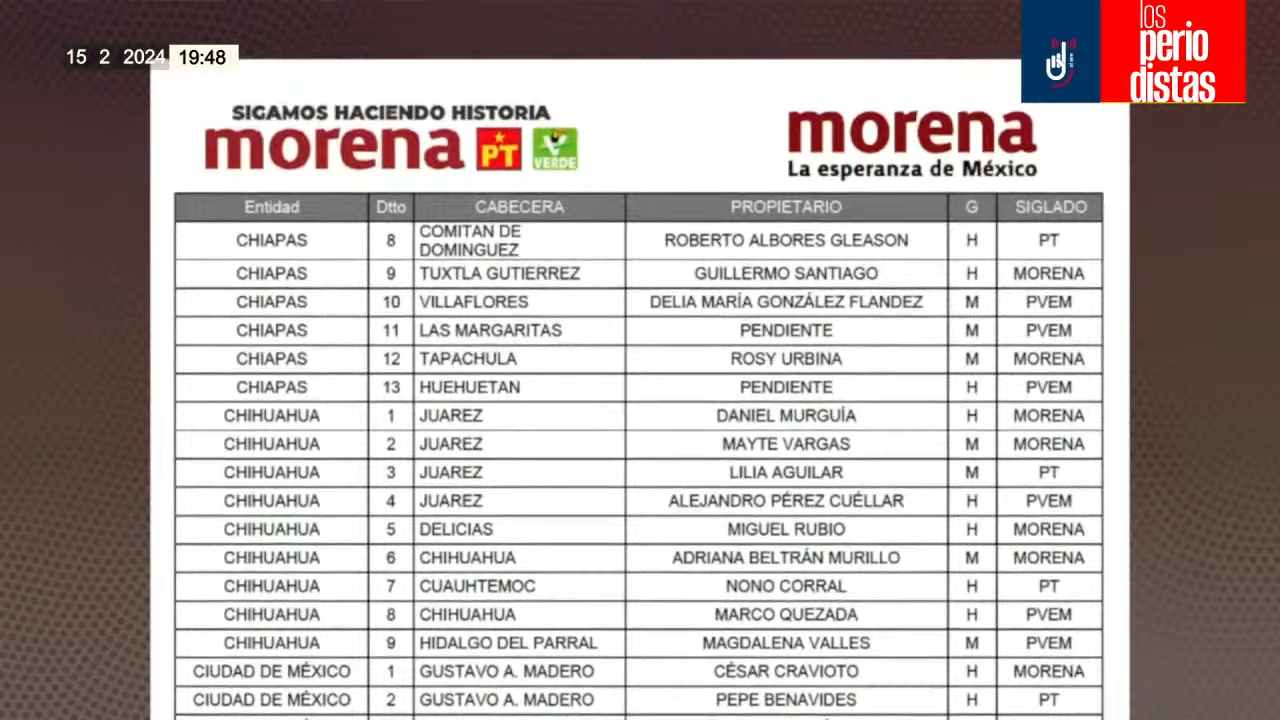 15 2 2024 19:48
los
perio
distas
SIGAMOS HACIENDO HISTORIA
morena PT VERDE
morena
La esperanza de México
Entidad Dtto CABECERA PROPIETARIO G SIGLADO
CHIAPAS 8 COMITAN DE DOMINGUEZ ROBERTO ALBORES GLEASON H PT
CHIAPAS 9 TUXTLA GUTIERREZ GUILLERMO SANTIAGO H MORENA
CHIAPAS 10 VILLAFLORES DELIA MARÍA GONZÁLEZ FLANDEZ M PVEM
CHIAPAS 11 LAS MARGARITAS PENDIENTE M PVEM
CHIAPAS 12 TAPACHULA ROSY URBINA M MORENA
CHIAPAS 13 HUEHUETAN PENDIENTE H PVEM
CHIHUAHUA 1 JUAREZ DANIEL MURGUÍA H MORENA
CHIHUAHUA 2 JUAREZ MAYTE VARGAS M MORENA
CHIHUAHUA 3 JUAREZ LILIA AGUILAR M PT
CHIHUAHUA 4 JUAREZ ALEJANDRO PÉREZ CUÉLLAR H PVEM
CHIHUAHUA 5 DELICIAS MIGUEL RUBIO H MORENA
CHIHUAHUA 6 CHIHUAHUA ADRIANA BELTRÁN MURILLO M MORENA
CHIHUAHUA 7 CUAUHTEMOC NONO CORRAL H PT
CHIHUAHUA 8 CHIHUAHUA MARCO QUEZADA H PVEM
CHIHUAHUA 9 HIDALGO DEL PARRAL MAGDALENA VALLES M PVEM
CIUDAD DE MÉXICO 1 GUSTAVO A. MADERO CÉSAR CRAVIOTO H MORENA
CIUDAD DE MÉXICO 2 GUSTAVO A. MADERO PEPE BENAVIDES H PT